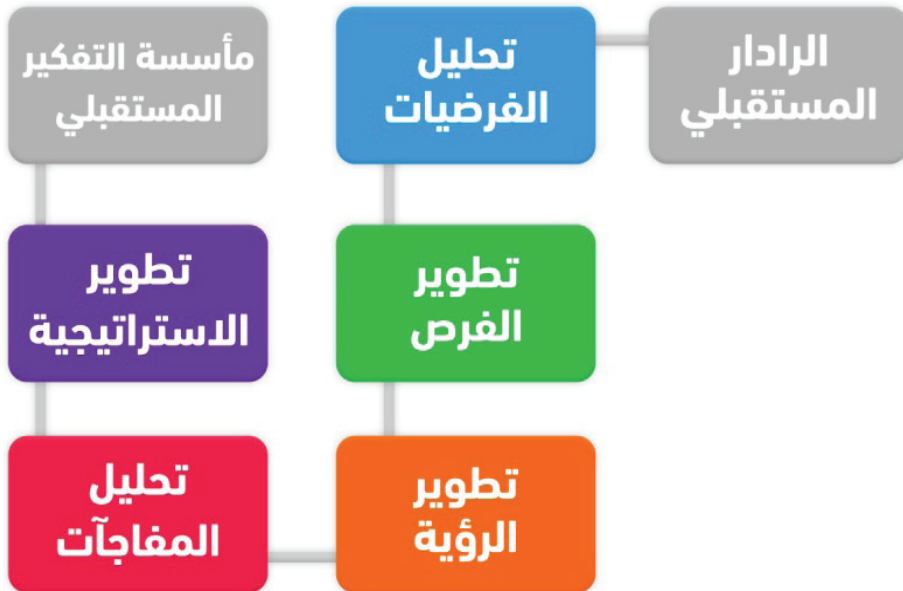 الرادار
المستقبلي
تحليل
الفرضيات
تطوير
الفرص
تطوير
الرؤية
تحليل
المفاجآت
تطوير
الاستراتيجية
مأسسة التفكير
المستقبلي